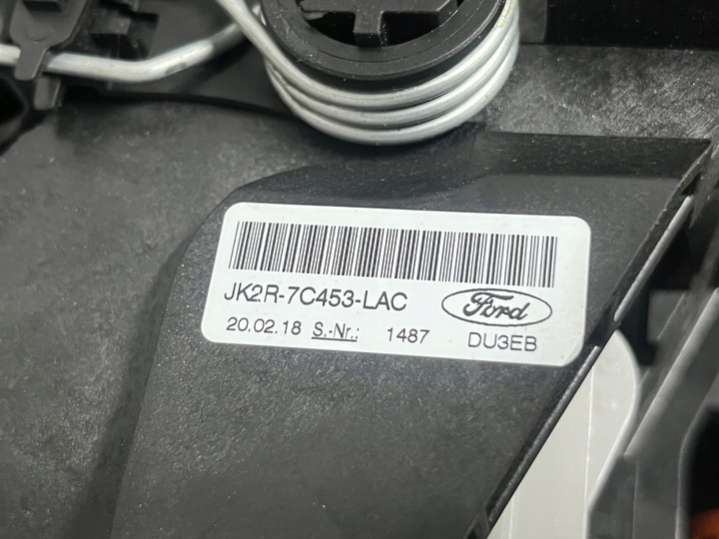 JK2R-7C453-LAC
Ford
20.02.18 S.-Nr.: 1487 DU3EB